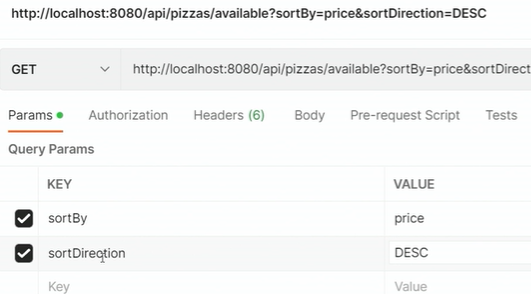 http://localhost:8080/api/pizzas/available?sortBy=price&sortDirection=DESC
GET http://localhost:8080/api/pizzas/available?sortBy=price&sortDirect
Params Authorization Headers (6) Body Pre-request Script Tests
Query Params
KEY VALUE
sortBy price
sortDirection DESC
Key Value